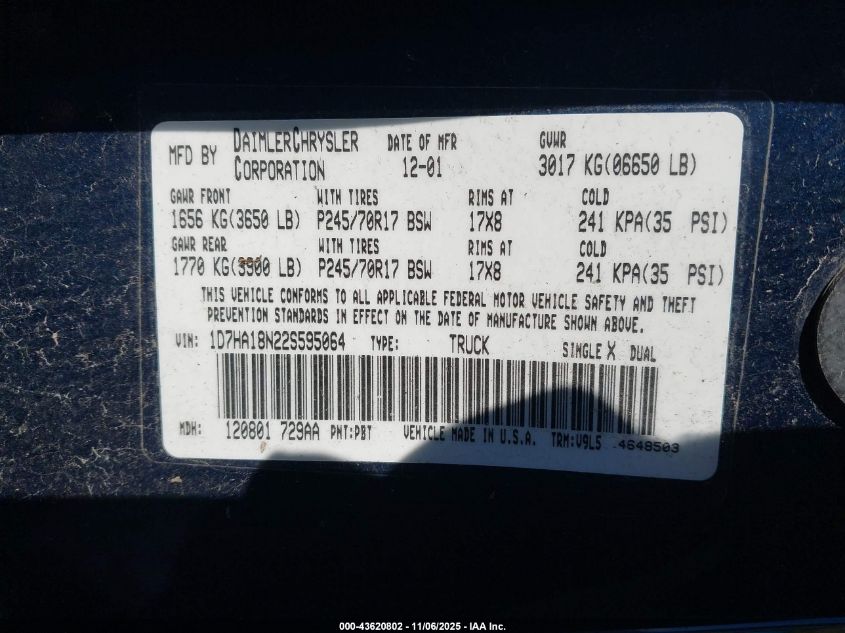 MFD BY DAIMLERCHRYSLER CORPORATION DATE OF MFR 12-01 GVWR 3017 KG(06650 LB)
GAWR FRONT WITH TIRES RIMS AT COLD
1656 KG(3650 LB) P245/70R17 BSW 17X8 241 KPA(35 PSI)
GAWR REAR WITH TIRES RIMS AT COLD
1770 KG(3900 LB) P245/70R17 BSW 17X8 241 KPA(35 PSI)
THIS VEHICLE CONFORMS TO ALL APPLICABLE FEDERAL MOTOR VEHICLE SAFETY AND THEFT
PREVENTION STANDARDS IN EFFECT ON THE DATE OF MANUFACTURE SHOWN ABOVE.
VIN: 1D7HA18N22S595064 TYPE: TRUCK SINGLE X DUAL
MDH: 120801 729AA PNT:PBT VEHICLE MADE IN U.S.A. TRM:V9L5 4648503
000-43620802 - 11/06/2025 - IAA Inc.